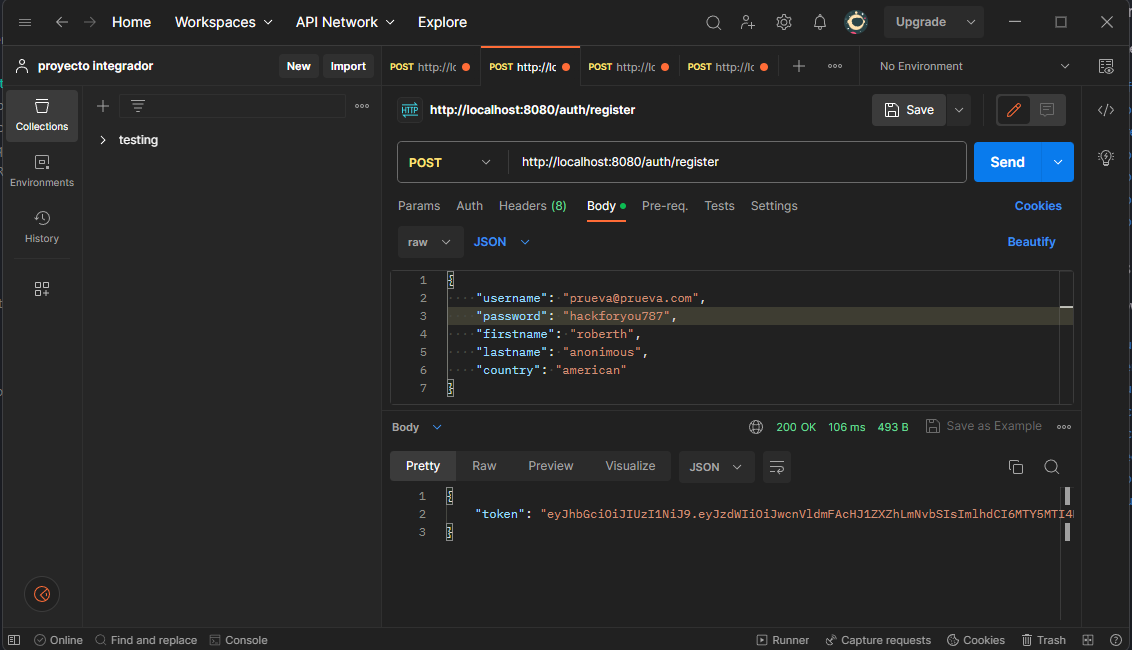 Home Workspaces API Network Explore Upgrade
proyecto integrador New Import POST http://lc POST http://lc POST http://lc POST http://lc No Environment
Collections
Environments
History
testing
HTTP http://localhost:8080/auth/register Save
POST http://localhost:8080/auth/register Send
Params Auth Headers (8) Body Pre-req. Tests Settings Cookies
raw JSON Beautify
1 {
2 "username": "prueva@prueva.com",
3 "password": "hackforyou787",
4 "firstname": "roberth",
5 "lastname": "anonimous",
6 "country": "american"
7 }
Body 200 OK 106 ms 493 B Save as Example
Pretty Raw Preview Visualize JSON
1 {
2 "token": "eyJhbGciOiJIUzI1NiJ9.eyJzdWIiOiJwcnVldmFAcHJ1ZXZhLmNvbSIsImlhdCI6MTY5MTI4
3 }
Online Find and replace Console Runner Capture requests Cookies Trash